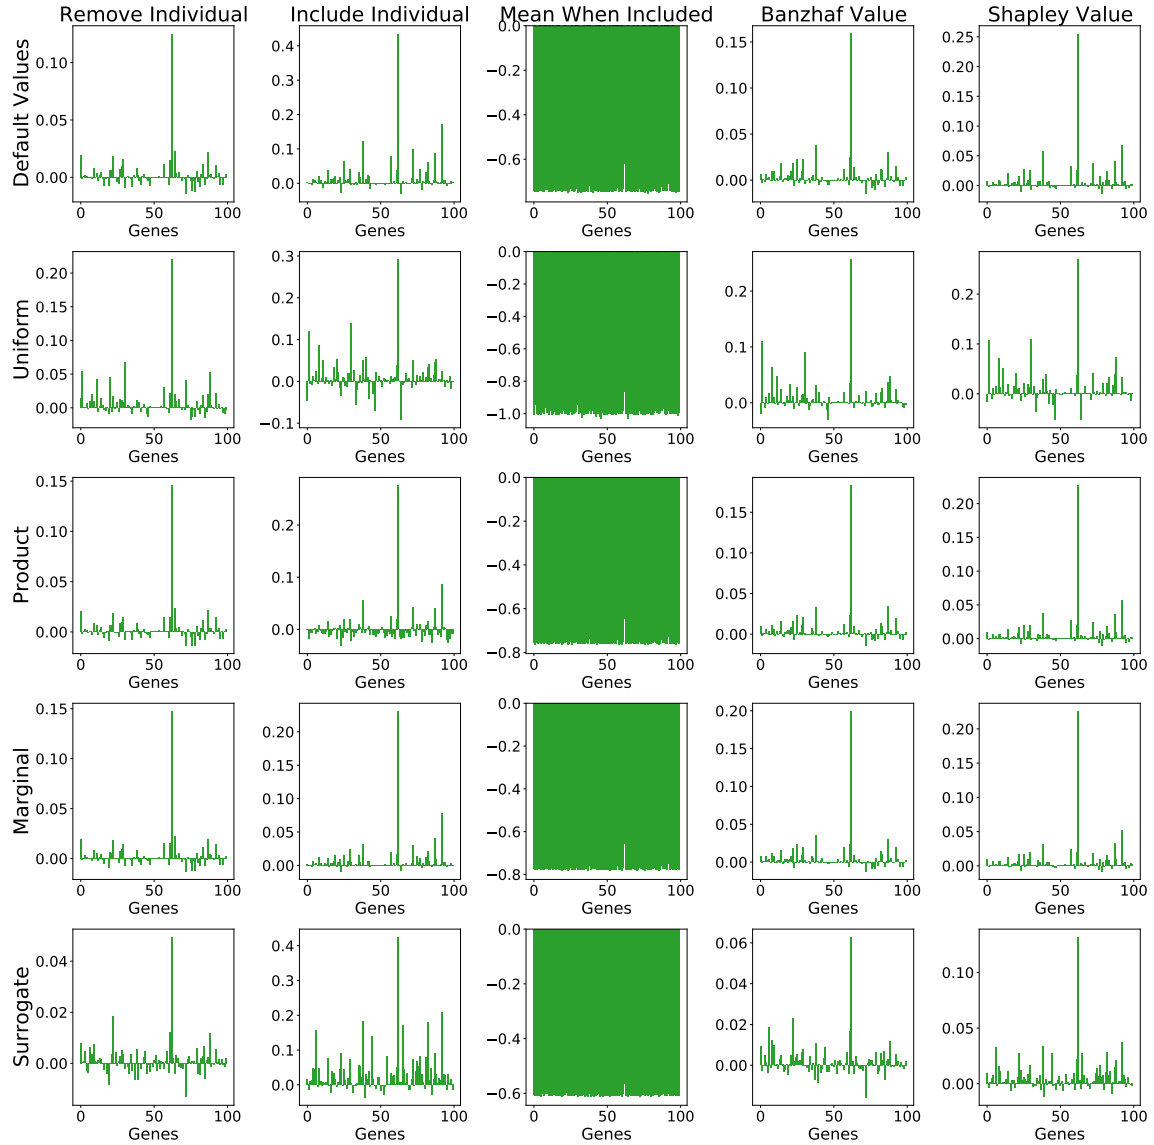 Remove Individual Include Individual Mean When Included Banzhaf Value Shapley Value
Default Values
0.10
0.05
0.00
0 50 100
Genes
0.4
0.3
0.2
0.1
0.0
0 50 100
Genes
0.0
−0.2
−0.4
−0.6
0 50 100
Genes
0.15
0.10
0.05
0.00
0 50 100
Genes
0.25
0.20
0.15
0.10
0.05
0.00
0 50 100
Genes
Uniform
0.20
0.15
0.10
0.05
0.00
0 50 100
Genes
0.3
0.2
0.1
0.0
−0.1
0 50 100
Genes
0.0
−0.2
−0.4
−0.6
−0.8
−1.0
0 50 100
Genes
0.2
0.1
0.0
0 50 100
Genes
0.2
0.1
0.0
0 50 100
Genes
Product
0.15
0.10
0.05
0.00
0 50 100
Genes
0.2
0.1
0.0
0 50 100
Genes
0.0
−0.2
−0.4
−0.6
−0.8
0 50 100
Genes
0.15
0.10
0.05
0.00
0 50 100
Genes
0.20
0.15
0.10
0.05
0.00
0 50 100
Genes
Marginal
0.15
0.10
0.05
0.00
0 50 100
Genes
0.20
0.15
0.10
0.05
0.00
0 50 100
Genes
0.0
−0.2
−0.4
−0.6
−0.8
0 50 100
Genes
0.20
0.15
0.10
0.05
0.00
0 50 100
Genes
0.20
0.15
0.10
0.05
0.00
0 50 100
Genes
Surrogate
0.04
0.02
0.00
0 50 100
Genes
0.4
0.3
0.2
0.1
0.0
0 50 100
Genes
0.0
−0.2
−0.4
−0.6
0 50 100
Genes
0.06
0.04
0.02
0.00
0 50 100
Genes
0.10
0.05
0.00
0 50 100
Genes